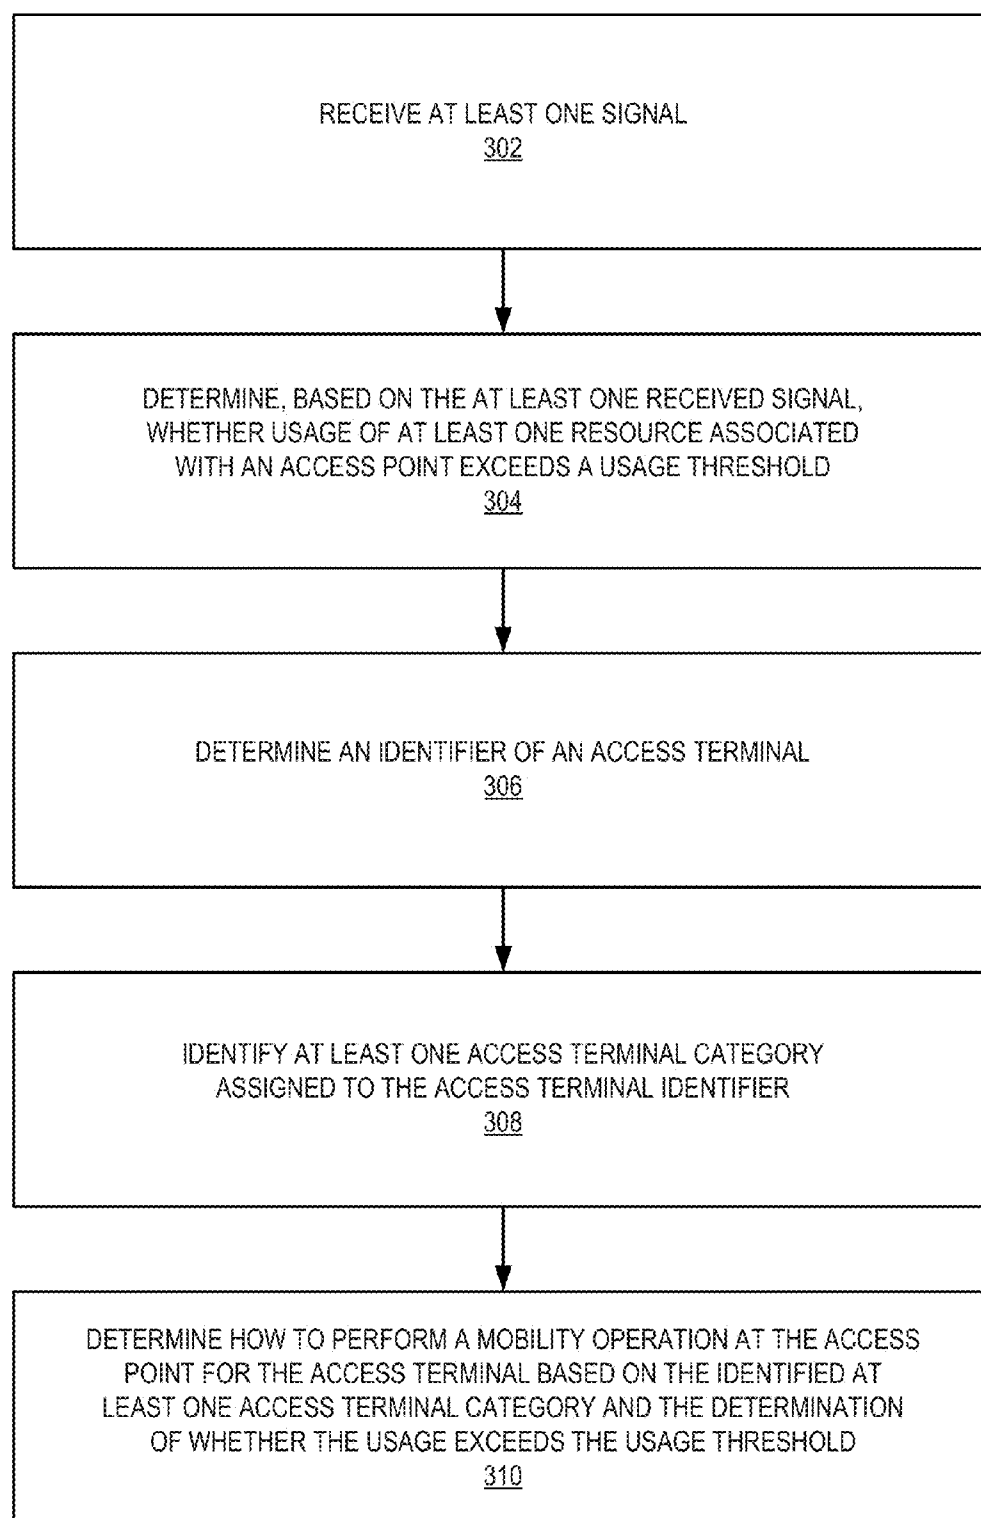 RECEIVE AT LEAST ONE SIGNAL
302
DETERMINE, BASED ON THE AT LEAST ONE RECEIVED SIGNAL,
WHETHER USAGE OF AT LEAST ONE RESOURCE ASSOCIATED
WITH AN ACCESS POINT EXCEEDS A USAGE THRESHOLD
304
DETERMINE AN IDENTIFIER OF AN ACCESS TERMINAL
306
IDENTIFY AT LEAST ONE ACCESS TERMINAL CATEGORY
ASSIGNED TO THE ACCESS TERMINAL IDENTIFIER
308
DETERMINE HOW TO PERFORM A MOBILITY OPERATION AT THE ACCESS
POINT FOR THE ACCESS TERMINAL BASED ON THE IDENTIFIED AT
LEAST ONE ACCESS TERMINAL CATEGORY AND THE DETERMINATION
OF WHETHER THE USAGE EXCEEDS THE USAGE THRESHOLD
310